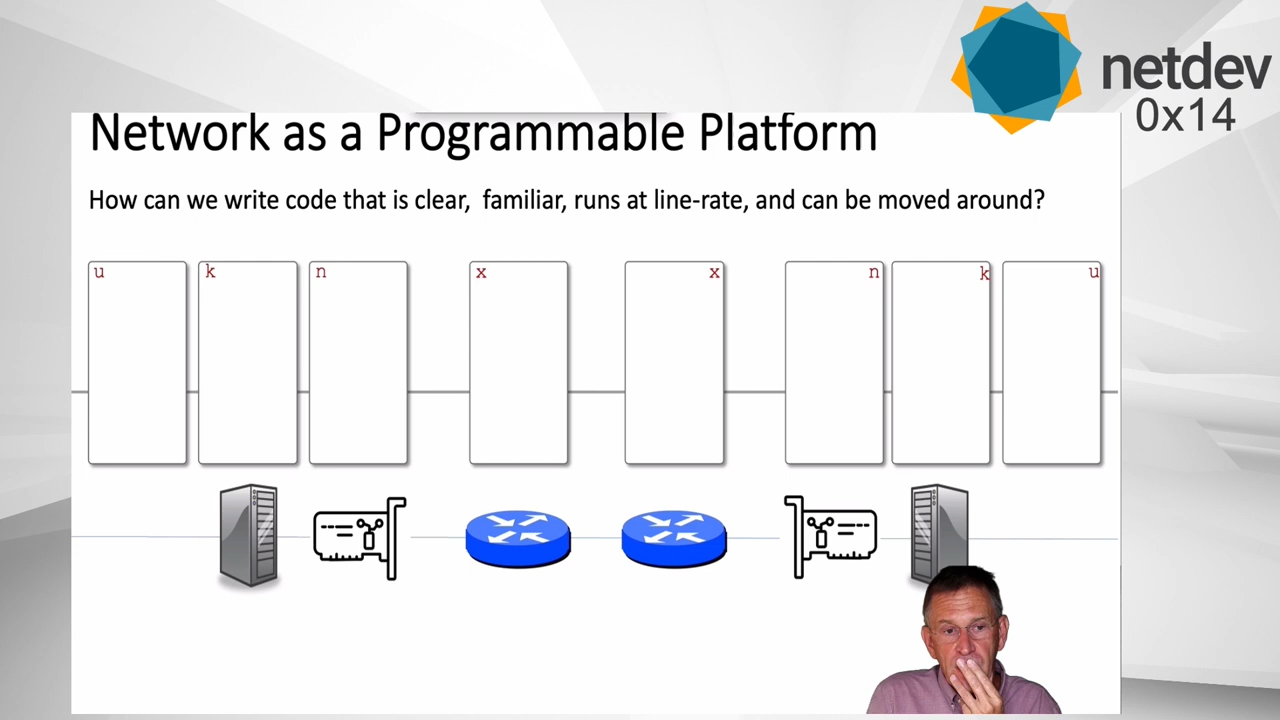 netdev
0x14
Network as a Programmable Platform
How can we write code that is clear, familiar, runs at line-rate, and can be moved around?
u k n x x n k u